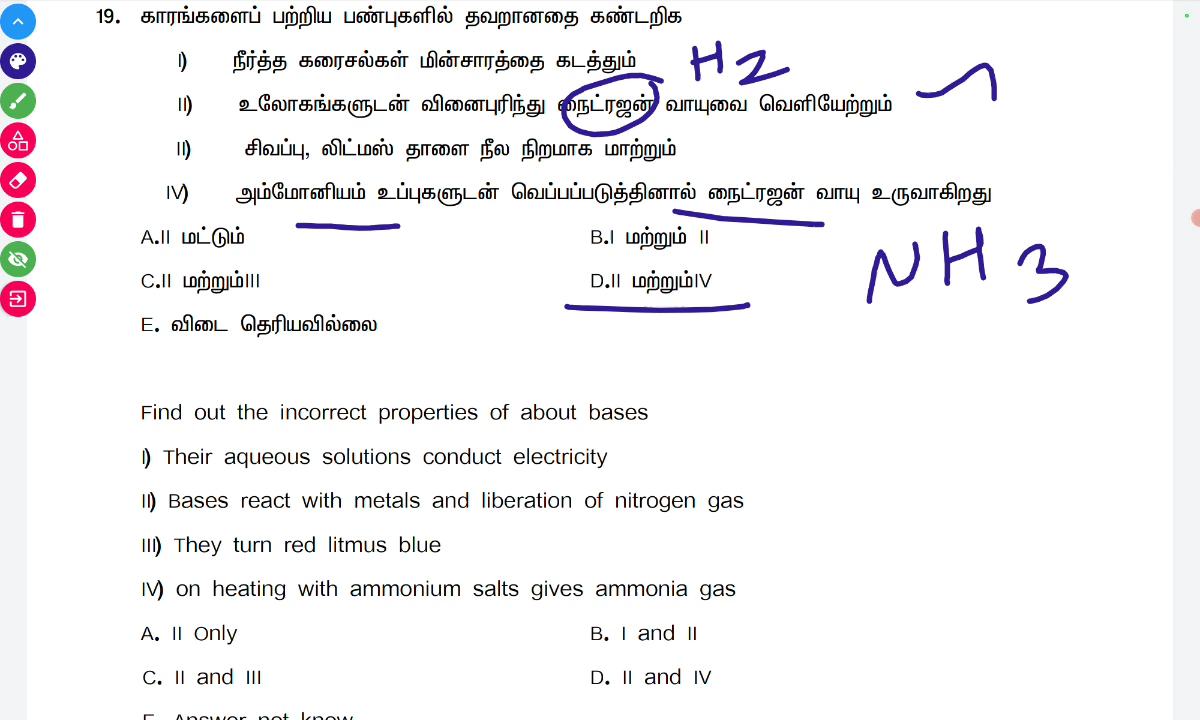 19. காரங்களைப் பற்றிய பண்புகளில் தவறானதை கண்டறிக
I) நீர்த்த கரைசல்கள் மின்சாரத்தை கடத்தும்
H2
II) உலோகங்களுடன் வினைபுரிந்து நைட்ரஜன் வாயுவை வெளியேற்றும்
II) சிவப்பு, லிட்மஸ் தாளை நீல நிறமாக மாற்றும்
IV) அம்மோனியம் உப்புகளுடன் வெப்பப்படுத்தினால் நைட்ரஜன் வாயு உருவாகிறது
A.II மட்டும் B.I மற்றும் II
NH3
C.II மற்றும்III D.II மற்றும்IV
E. விடை தெரியவில்லை
Find out the incorrect properties of about bases
I) Their aqueous solutions conduct electricity
II) Bases react with metals and liberation of nitrogen gas
III) They turn red litmus blue
IV) on heating with ammonium salts gives ammonia gas
A. II Only B. I and II
C. II and III D. II and IV
E. Answer not know